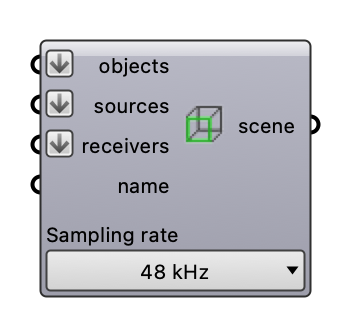 objects
sources
receivers
scene
name
Sampling rate
48 kHz